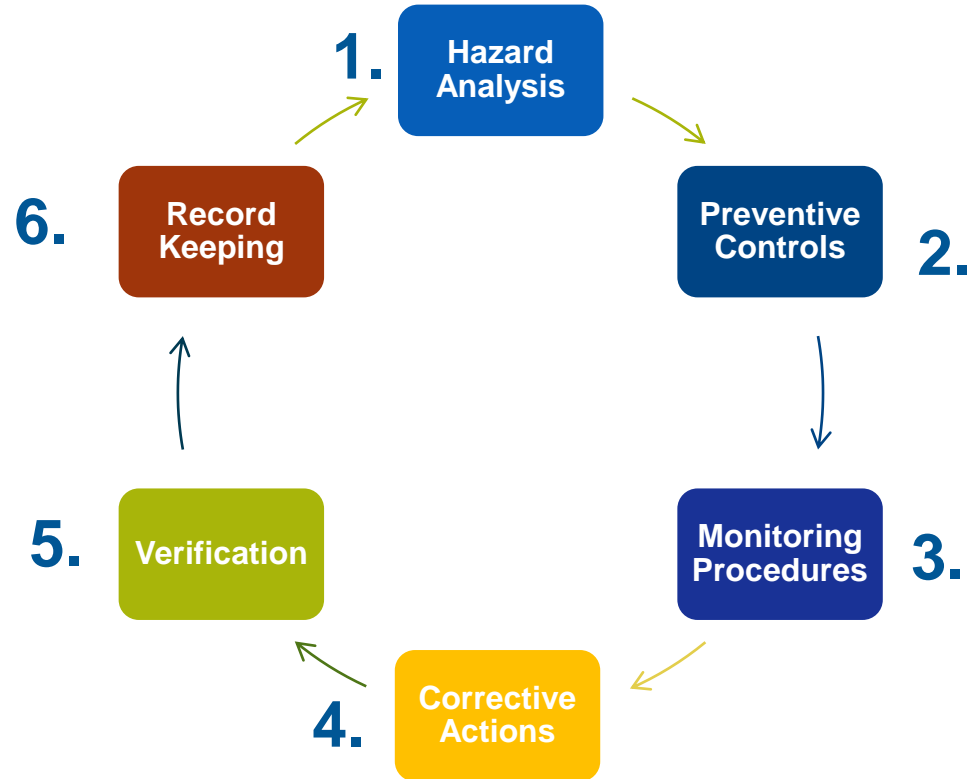 1.
Hazard
Analysis
2.
Preventive
Controls
3.
Monitoring
Procedures
4.
Corrective
Actions
5.
Verification
6.
Record
Keeping